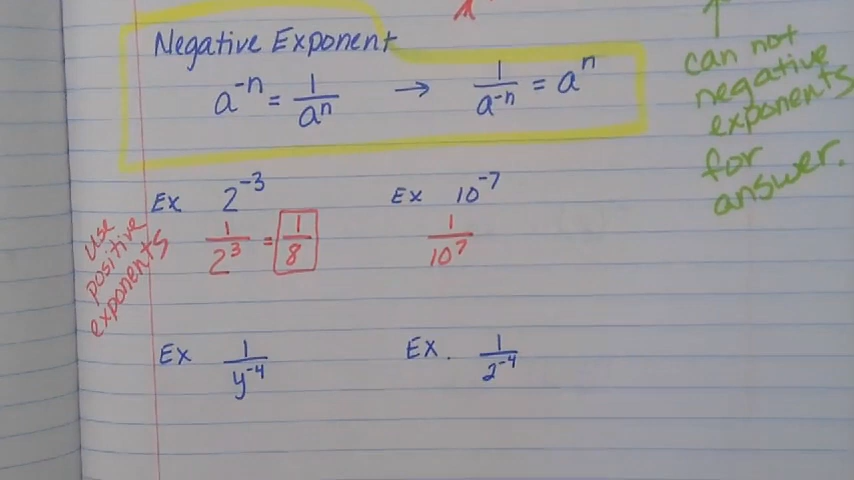 Negative Exponent
a⁻ⁿ = 1/aⁿ → 1/a⁻ⁿ = aⁿ
can not
negative
exponents
for
answer.
Ex 2⁻³
1/2³ = 1/8
Ex 10⁻⁷
1/10⁷
use
positive
exponents
Ex 1/y⁻⁴
Ex. 1/2⁻⁴